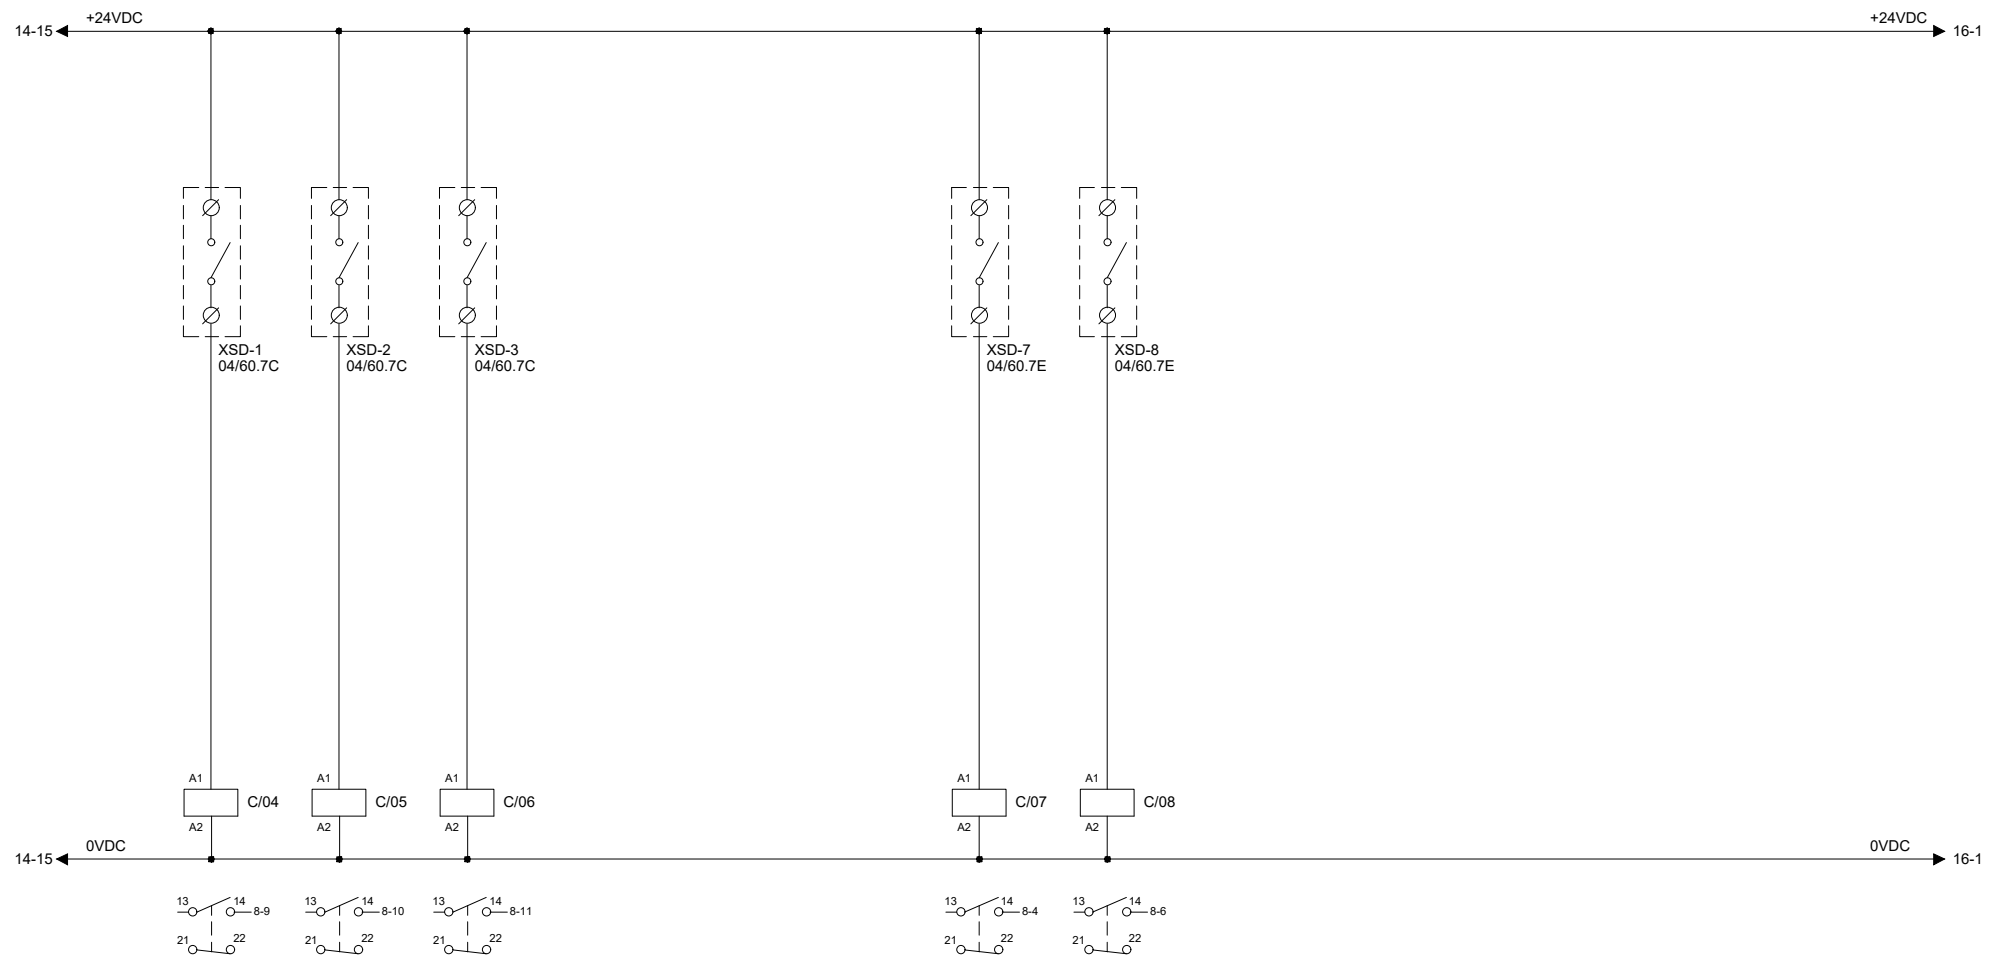 +24VDC +24VDC
14-15 16-1
XSD-1 XSD-2 XSD-3 XSD-7 XSD-8
04/60.7C 04/60.7C 04/60.7C 04/60.7E 04/60.7E
A1 A1 A1 A1 A1
C/04 C/05 C/06 C/07 C/08
A2 A2 A2 A2 A2
0VDC 0VDC
14-15 16-1
13 14 13 14 13 14 13 14 13 14
8-9 8-10 8-11 8-4 8-6
21 22 21 22 21 22 21 22 21 22